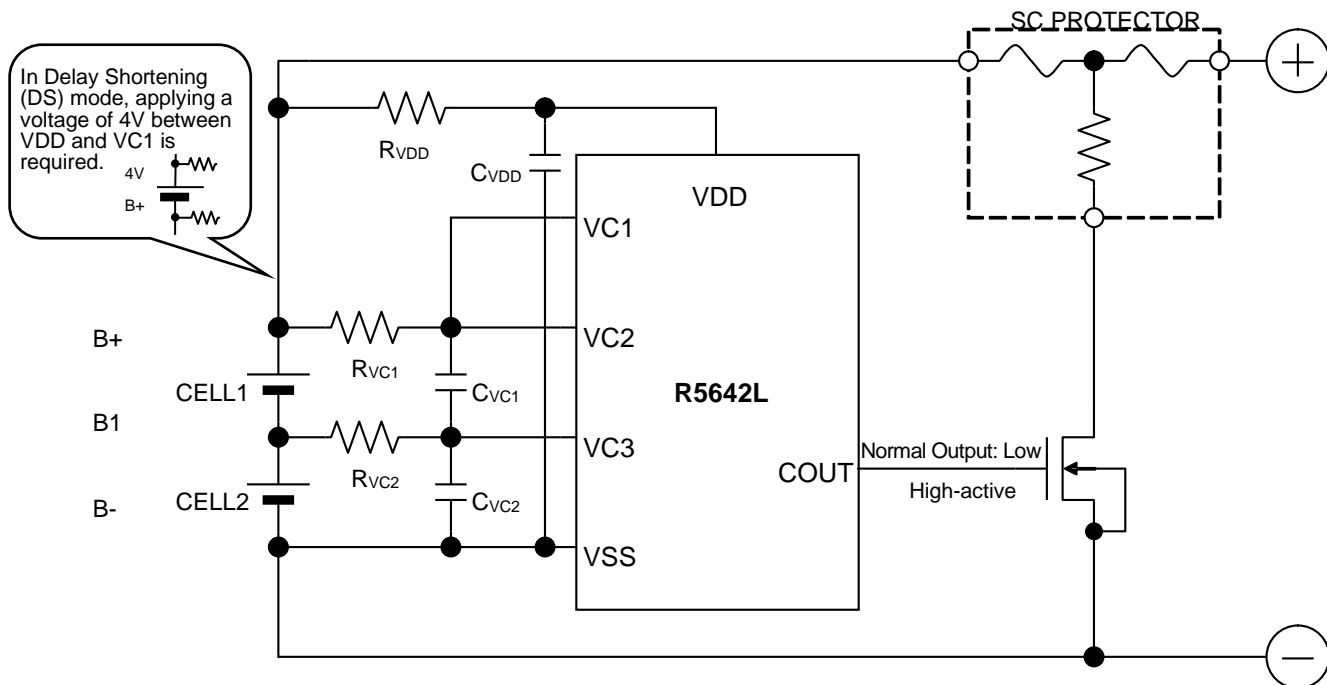 SC PROTECTOR
In Delay Shortening
(DS) mode, applying a
voltage of 4V between
VDD and VC1 is
required.
4V
B+
RVDD
CVDD
VDD
VC1
B+
RVC1
VC2
CELL1
CVC1
R5642L
B1
RVC2
VC3
Normal Output: Low
COUT
High-active
B-
CELL2
CVC2
VSS
+
−